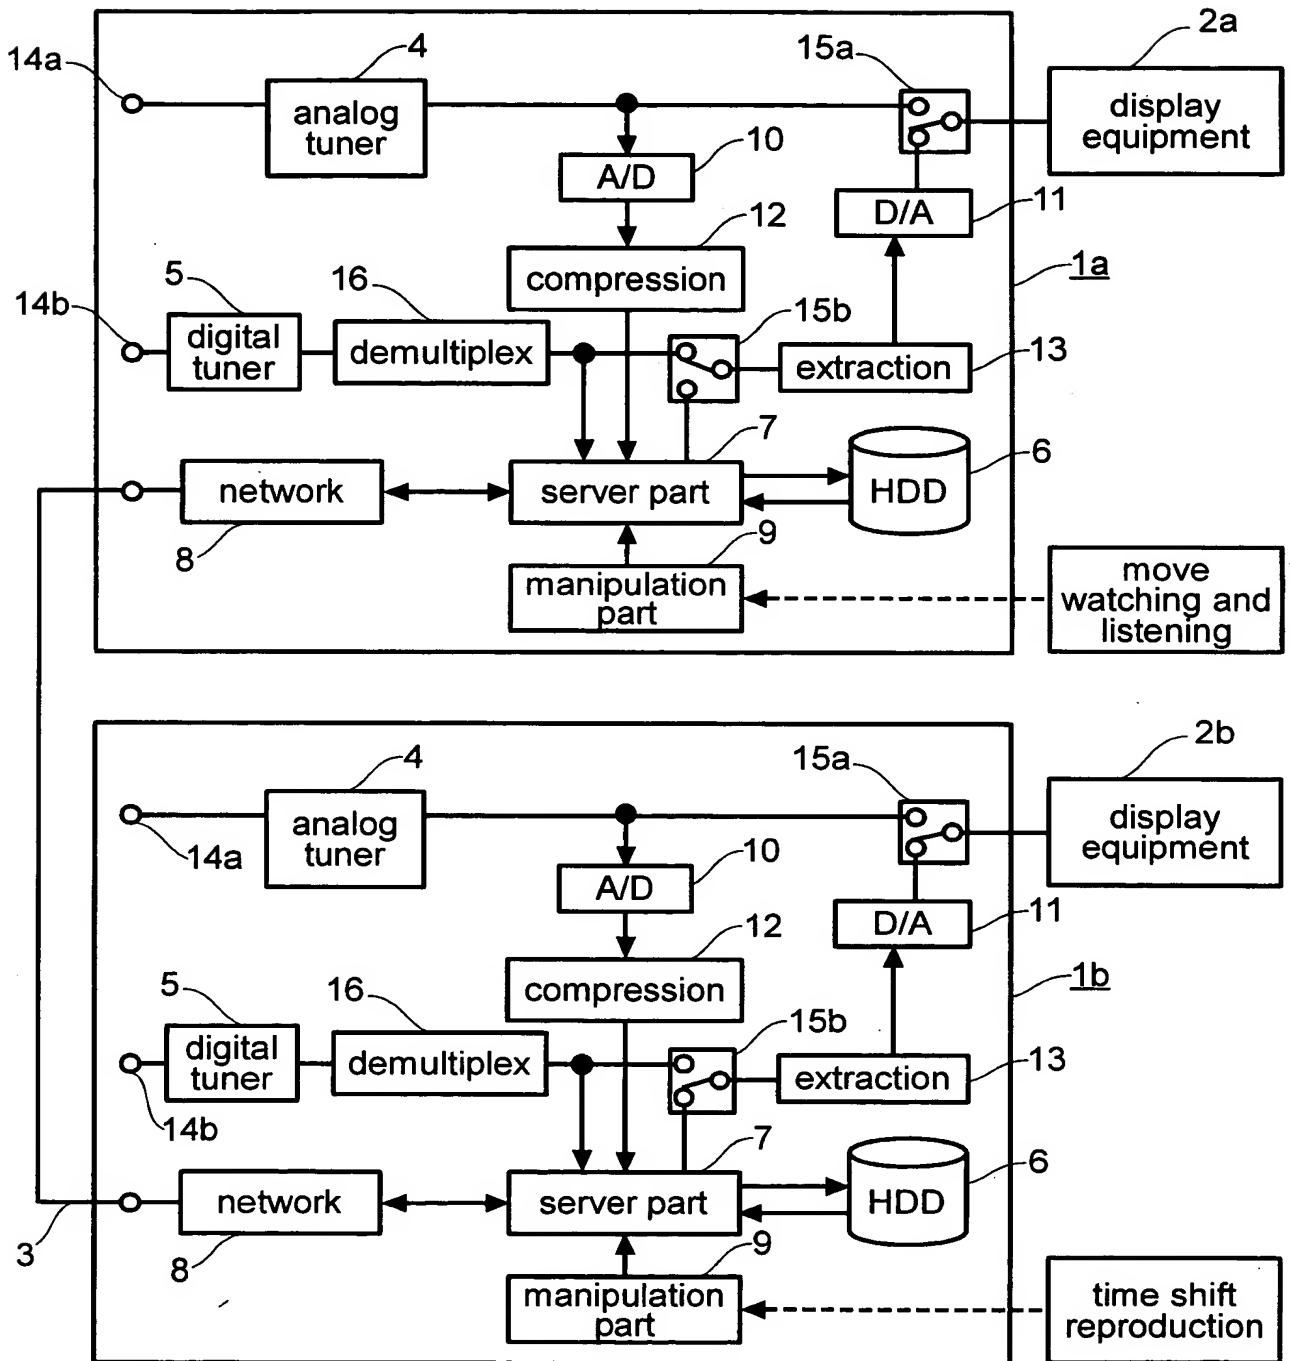 14a
4
15a
2a
analog
tuner
display
equipment
10
A/D
12
D/A
11
compression
1a
5
16
14b
15b
digital
tuner
demultiplex
extraction
13
7
6
network
server part
HDD
8
9
manipulation
part
move
watching and
listening
4
15a
2b
analog
tuner
display
equipment
14a
10
A/D
12
D/A
11
compression
1b
5
16
15b
digital
tuner
demultiplex
extraction
13
14b
7
6
network
server part
HDD
3
8
9
manipulation
part
time shift
reproduction